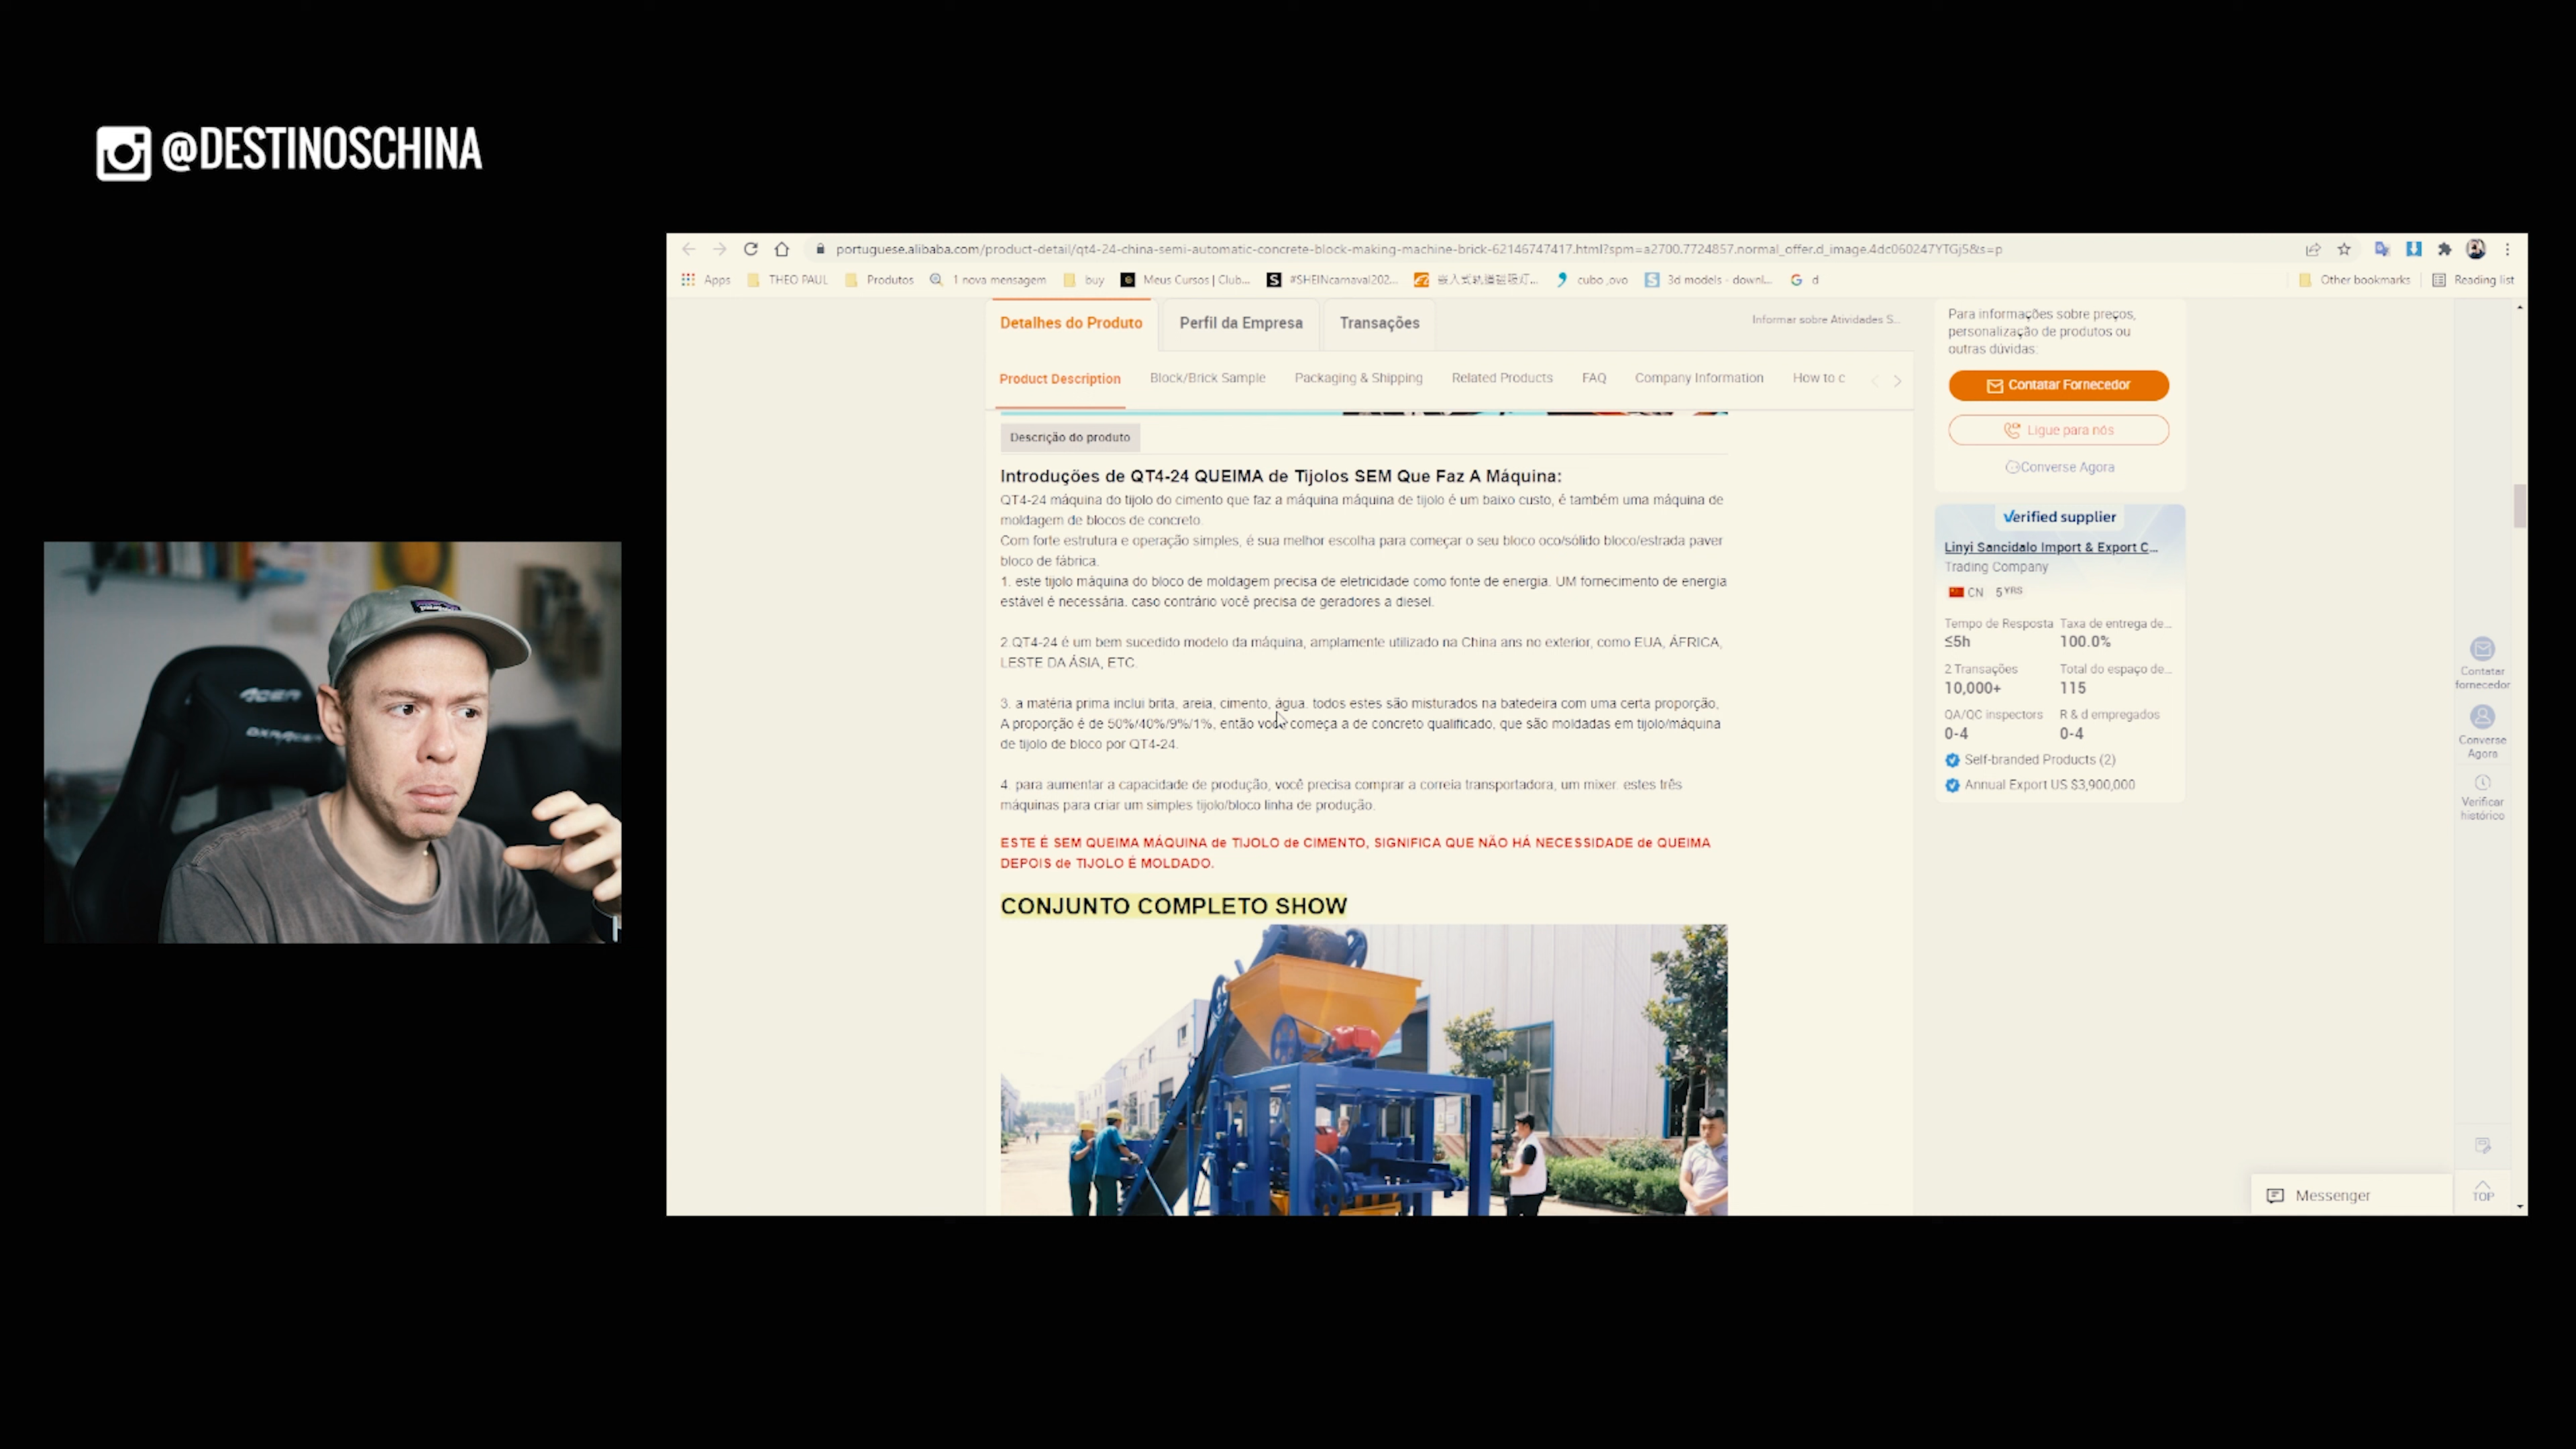 @DESTINOSCHINA
portuguese.alibaba.com/product-detail/qt4-24-china-semi-automatic-concrete-block-making-machine-brick-62146747417.html?spm=a2700.7724857.normal_offer.d_image.4dc060247YTGj5&s=p
Apps THEO PAUL Produtos 1 nova mensagem buy Meus Cursos | Club... #SHEINcarnaval202... cubo ,ovo 3d models - downl... d Other bookmarks Reading list
Detalhes do Produto Perfil da Empresa Transações Informar sobre Atividades S...
Product Description Block/Brick Sample Packaging & Shipping Related Products FAQ Company Information How to c
Descrição do produto
Introduções de QT4-24 QUEIMA de Tijolos SEM Que Faz A Máquina:
QT4-24 máquina do tijolo do cimento que faz a máquina máquina de tijolo é um baixo custo, é também uma máquina de
moldagem de blocos de concreto.
Com forte estrutura e operação simples, é sua melhor escolha para começar o seu bloco oco/sólido bloco/estrada paver
bloco de fábrica.
1. este tijolo máquina do bloco de moldagem precisa de eletricidade como fonte de energia. UM fornecimento de energia
estável é necessária. caso contrário você precisa de geradores a diesel.
2.QT4-24 é um bem sucedido modelo da máquina, amplamente utilizado na China ans no exterior, como EUA, ÁFRICA,
LESTE DA ÁSIA, ETC.
3. a matéria prima inclui brita, areia, cimento, água. todos estes são misturados na batedeira com uma certa proporção,
A proporção é de 50%/40%/9%/1%, então você começa a de concreto qualificado, que são moldadas em tijolo/máquina
de tijolo de bloco por QT4-24.
4. para aumentar a capacidade de produção, você precisa comprar a correia transportadora, um mixer. estes três
máquinas para criar um simples tijolo/bloco linha de produção.
ESTE É SEM QUEIMA MÁQUINA de TIJOLO de CIMENTO, SIGNIFICA QUE NÃO HÁ NECESSIDADE de QUEIMA
DEPOIS de TIJOLO É MOLDADO.
CONJUNTO COMPLETO SHOW
Para informações sobre preços,
personalização de produtos ou
outras dúvidas:
Contatar Fornecedor
Ligue para nós
Converse Agora
Verified supplier
Linyi Sancidalo Import & Export C...
Trading Company
CN 5 YRS
Tempo de Resposta Taxa de entrega de...
≤5h 100.0%
2 Transações Total do espaço de...
10,000+ 115
QA/QC inspectors R & d empregados
0-4 0-4
Self-branded Products (2)
Annual Export US $3,900,000
Contatar
fornecedor
Converse
Agora
Verificar
histórico
Messenger
TOP
ACER
DXRACER